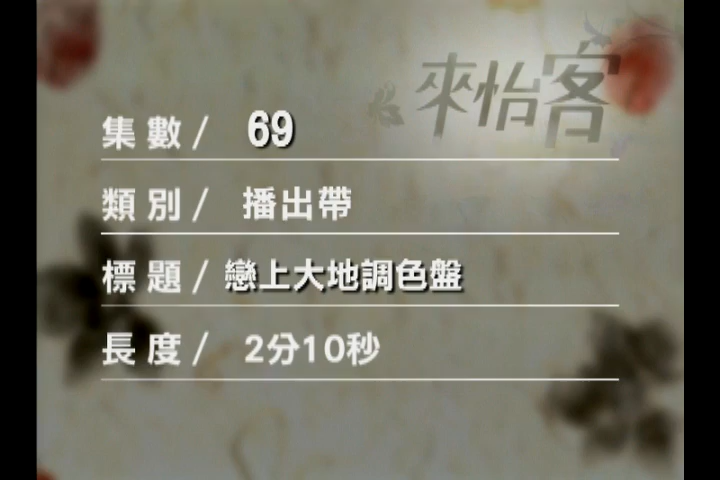 來怡客
集數/ 69
類別/ 播出帶
標題/ 戀上大地調色盤
長度/ 2分10秒